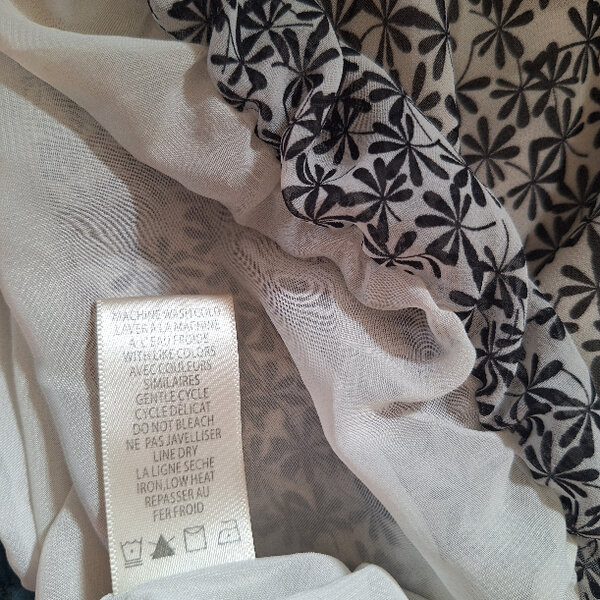 MACHINE WASH COLD
LAVER À LA MACHINE
À L'EAU FROIDE
WITH LIKE COLORS
AVEC COULEURS
SIMILAIRES
GENTLE CYCLE
CYCLE DÉLICAT
DO NOT BLEACH
NE PAS JAVELLISER
LINE DRY
LA LIGNE SÈCHE
IRON,LOW HEAT
REPASSER AU
FER FROID